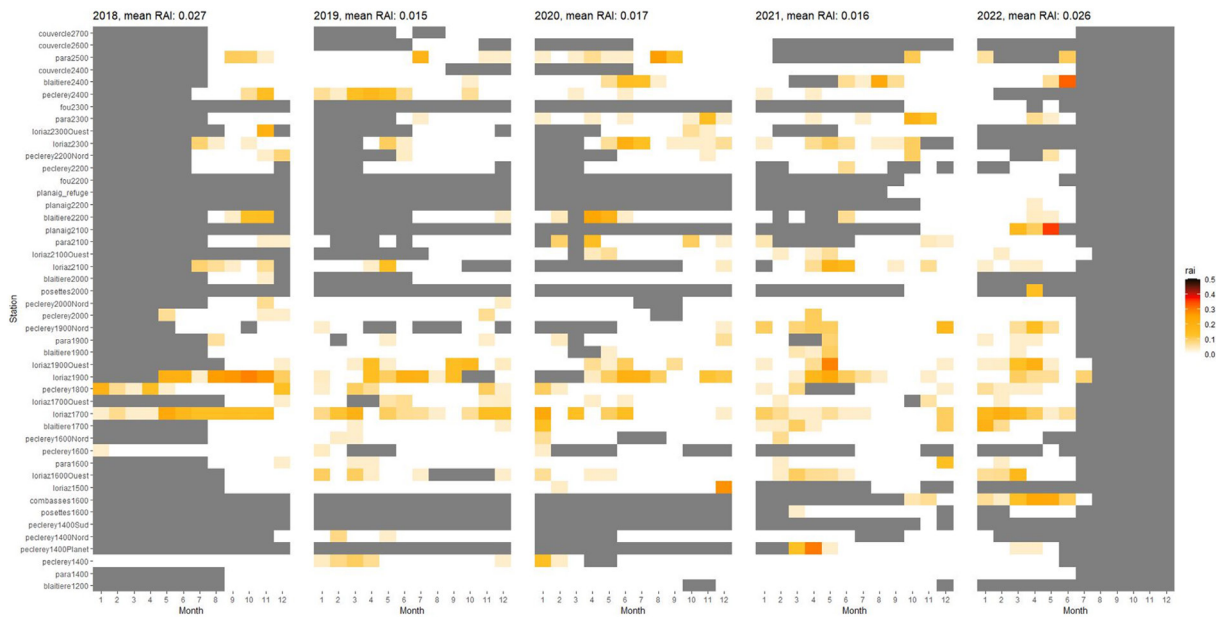 2018, mean RAI: 0.027
2019, mean RAI: 0.015
2020, mean RAI: 0.017
2021, mean RAI: 0.016
2022, mean RAI: 0.026
Station
couvercle2700
couvercle2600
para2500
couvercle2400
blaitiere2400
peclerey2400
fou2300
para2300
loriaz2300Ouest
loriaz2300
peclerey2200Nord
peclerey2200
fou2200
planaig_refuge
planaig2200
blaitiere2200
planaig2100
para2100
loriaz2100Ouest
loriaz2100
blaitiere2000
posettes2000
peclerey2000Nord
peclerey2000
peclerey1900Nord
para1900
blaitiere1900
loriaz1900Ouest
loriaz1900
peclerey1800
loriaz1700Ouest
loriaz1700
blaitiere1700
peclerey1600Nord
peclerey1600
para1600
loriaz1600Ouest
loriaz1500
combasses1600
posettes1600
peclerey1400Sud
peclerey1400Nord
peclerey1400Planet
peclerey1400
para1400
blaitiere1200
1 2 3 4 5 6 7 8 9 10 11 12
1 2 3 4 5 6 7 8 9 10 11 12
1 2 3 4 5 6 7 8 9 10 11 12
1 2 3 4 5 6 7 8 9 10 11 12
1 2 3 4 5 6 7 8 9 10 11 12
Month
Month
Month
Month
Month
rai
0.5
0.4
0.3
0.2
0.1
0.0